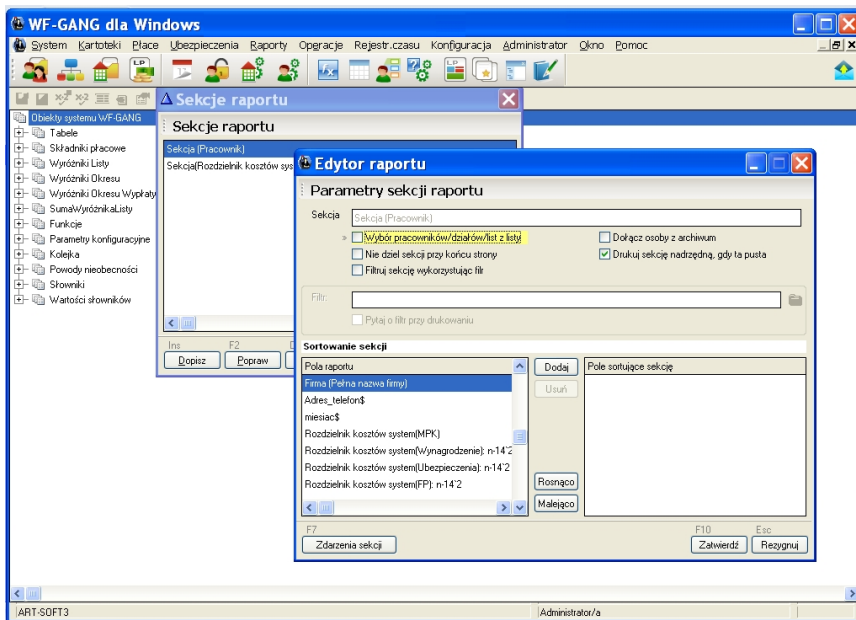 WF-GANG dla Windows
System Kartoteki Płace Ubezpieczenia Raporty Operacje Rejestr.czasu Konfiguracja Administrator Okno Pomoc
Obiekty systemu WF-GANG
Tabele
Składniki płacowe
Wyróżniki Listy
Wyróżniki Okresu
Wyróżniki Okresu Wypłaty
SumaWyróżnikaListy
Funkcje
Parametry konfiguracyjne
Kolejka
Powody nieobecności
Słowniki
Wartości słowników
Sekcje raportu
Sekcje raportu
Sekcja (Pracownik)
Sekcja(Rozdzielnik kosztów sys
Ins F2
Dopisz Popraw
Edytor raportu
Parametry sekcji raportu
Sekcja Sekcja (Pracownik)
» Wybór pracowników/działów/list z listy Dołącz osoby z archiwum
Nie dziel sekcji przy końcu strony Drukuj sekcję nadrzędną, gdy ta pusta
Filtruj sekcję wykorzystując filr
Filtr:
Pytaj o filtr przy drukowaniu
Sortowanie sekcji
Pola raportu Dodaj Pole sortujące sekcję
Firma (Pełna nazwa firmy) Usuń
Adres_telefon$
miesiac$
Rozdzielnik kosztów system(MPK)
Rozdzielnik kosztów system(Wynagrodzenie): n-14`2
Rozdzielnik kosztów system(Ubezpieczenia): n-14`2
Rozdzielnik kosztów system(FP): n-14`2
Rosnąco
Malejąco
F7 F10 Esc
Zdarzenia sekcji Zatwierdź Rezygnuj
ART-SOFT3 Administrator/a